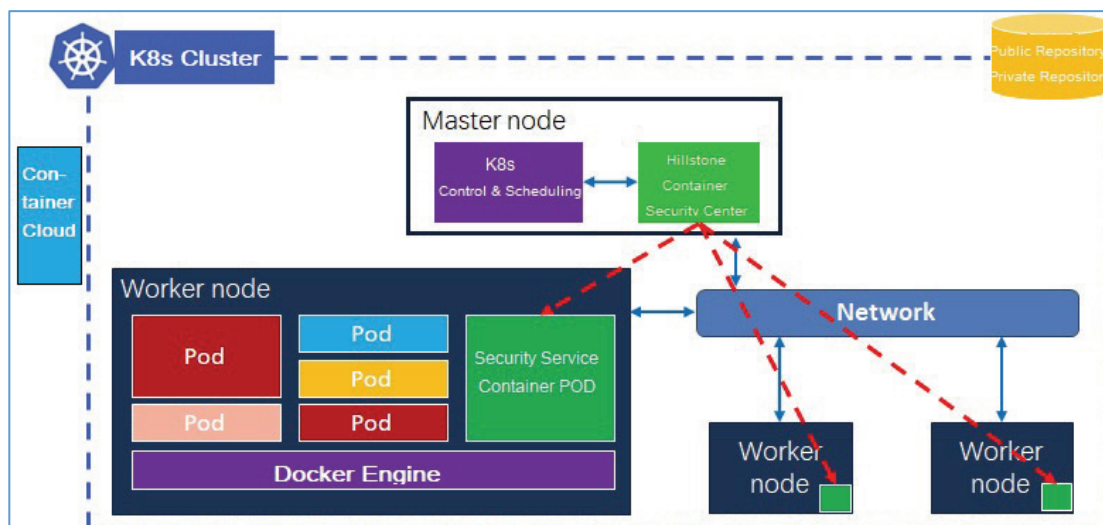 K8s Cluster
Public Repository
Private Repository
Con-
tainer
Cloud
Master node
K8s
Control & Scheduling
Hillstone
Container
Security Center
Worker node
Pod
Pod
Pod
Pod
Pod
Security Service
Container POD
Docker Engine
Network
Worker
node
Worker
node